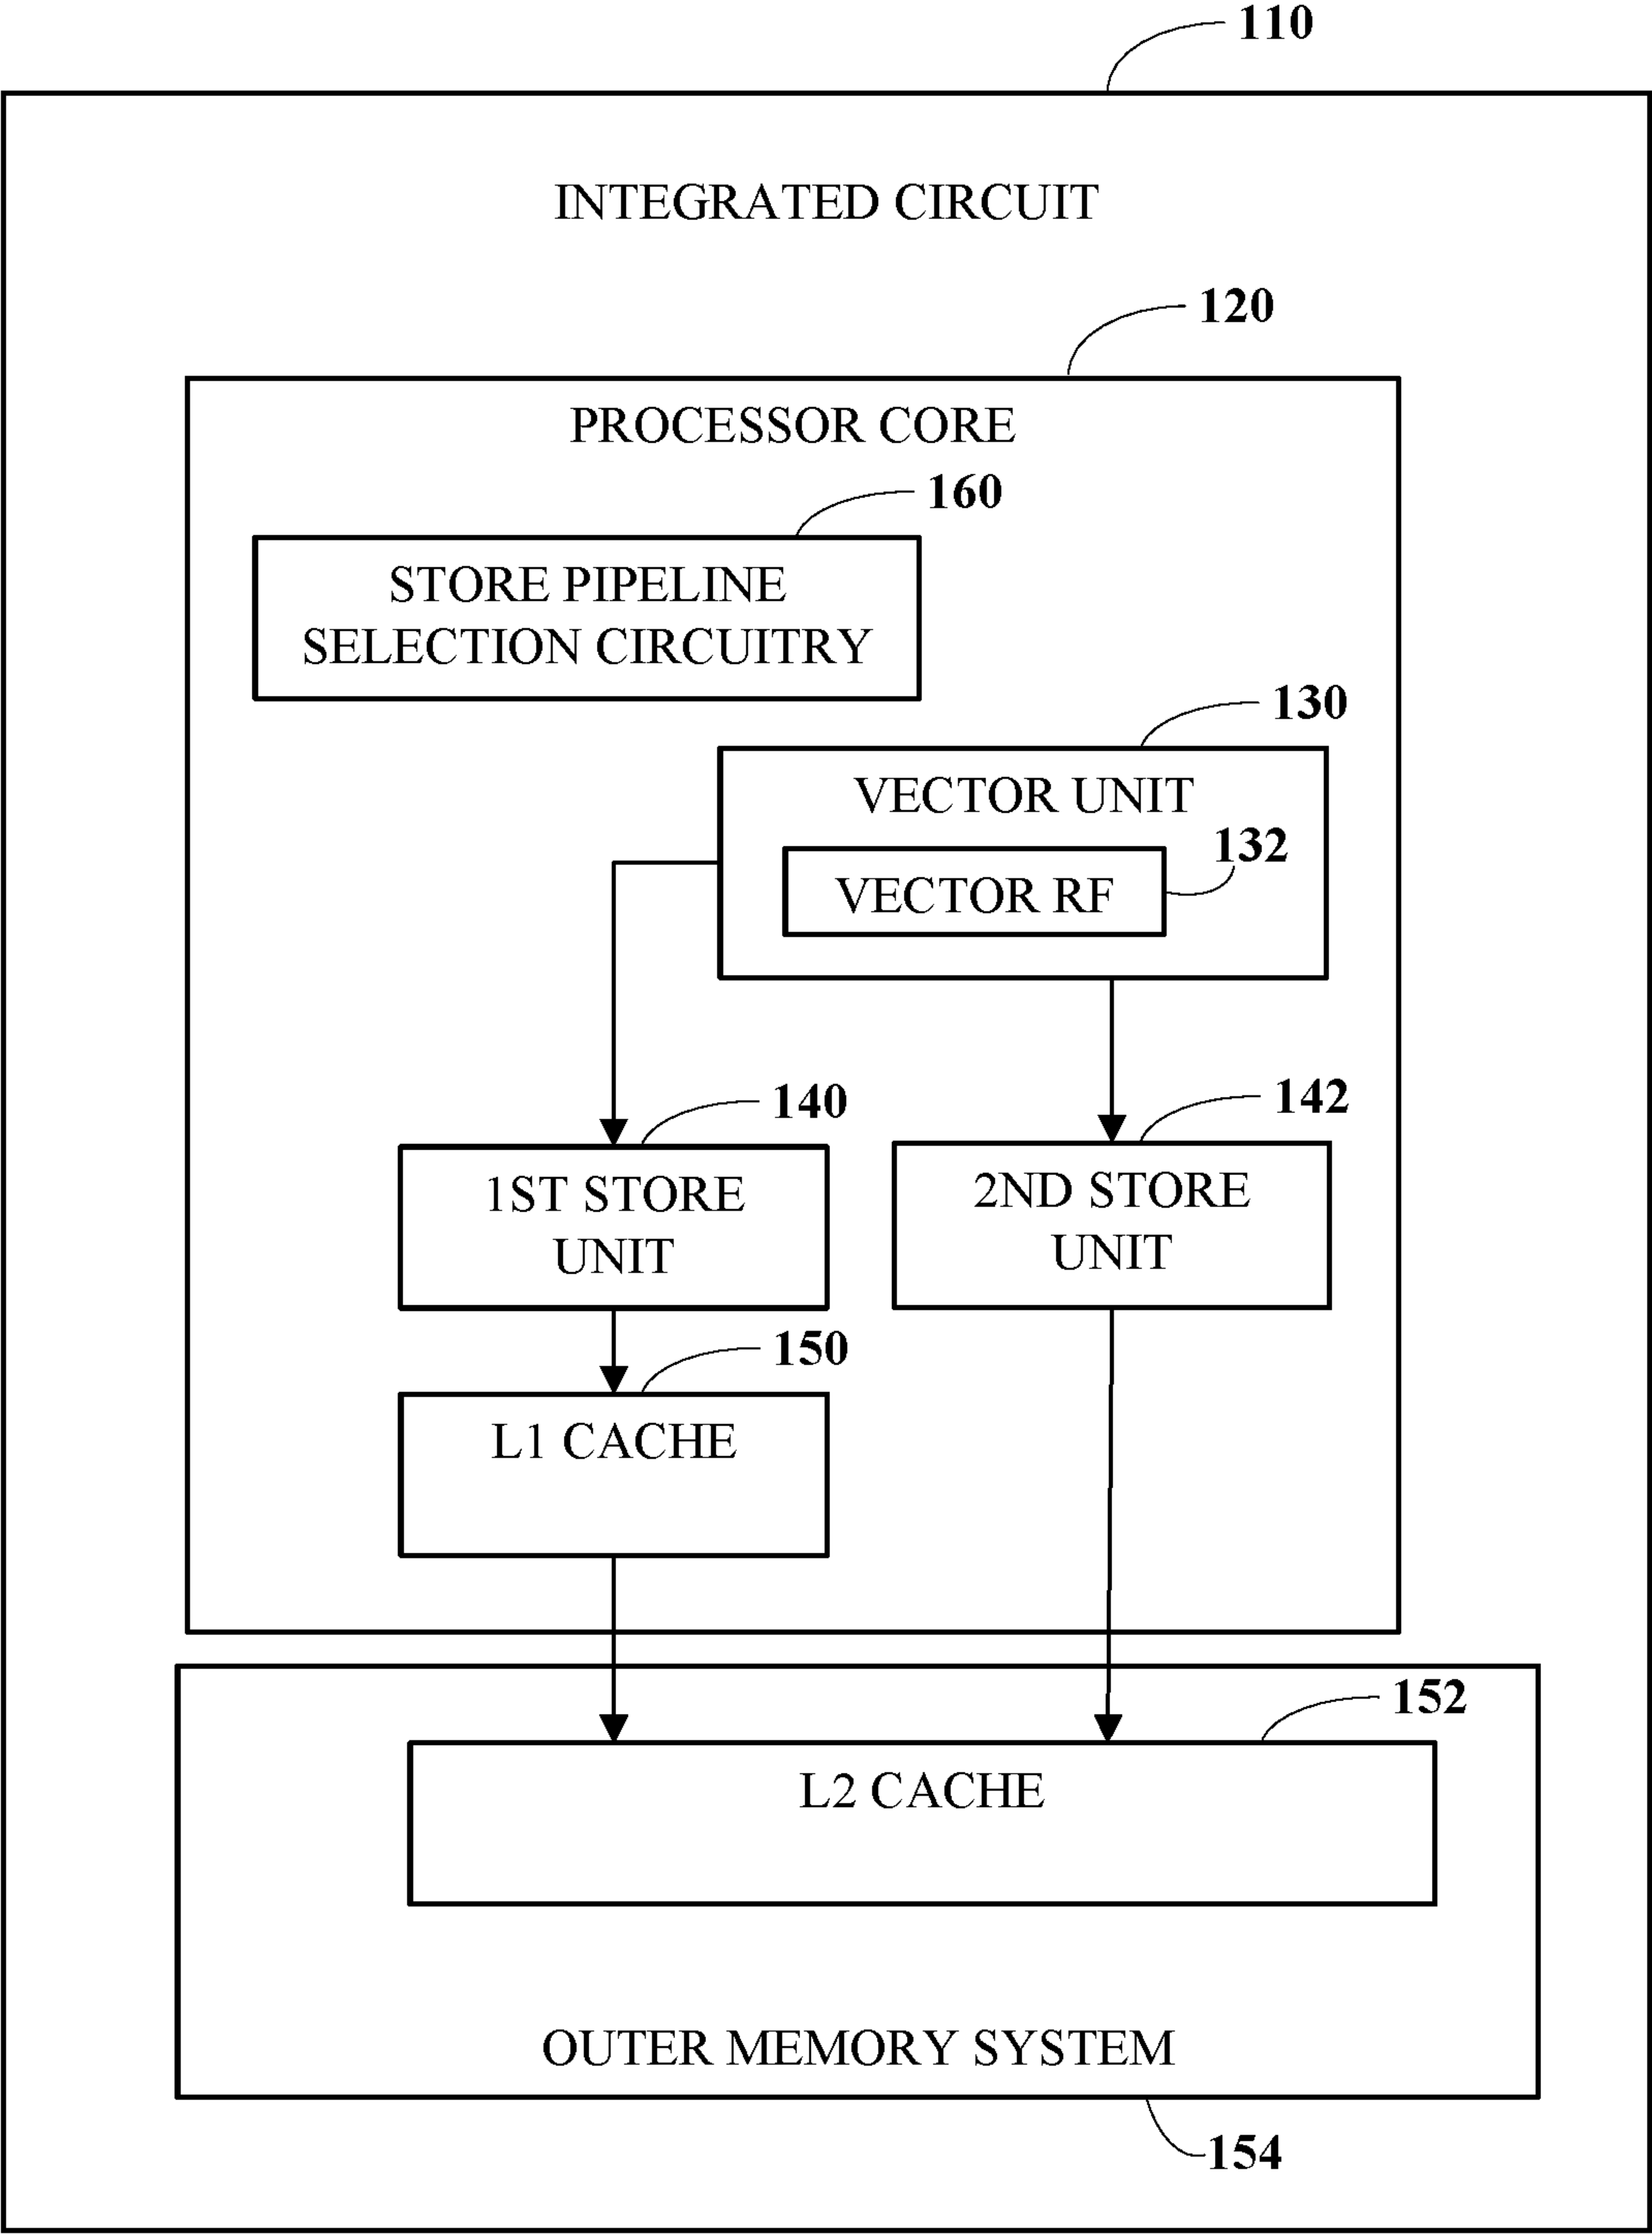 110
INTEGRATED CIRCUIT
120
PROCESSOR CORE
160
STORE PIPELINE
SELECTION CIRCUITRY
130
VECTOR UNIT
132
VECTOR RF
140
142
1ST STORE
UNIT
2ND STORE
UNIT
150
L1 CACHE
152
L2 CACHE
OUTER MEMORY SYSTEM
154